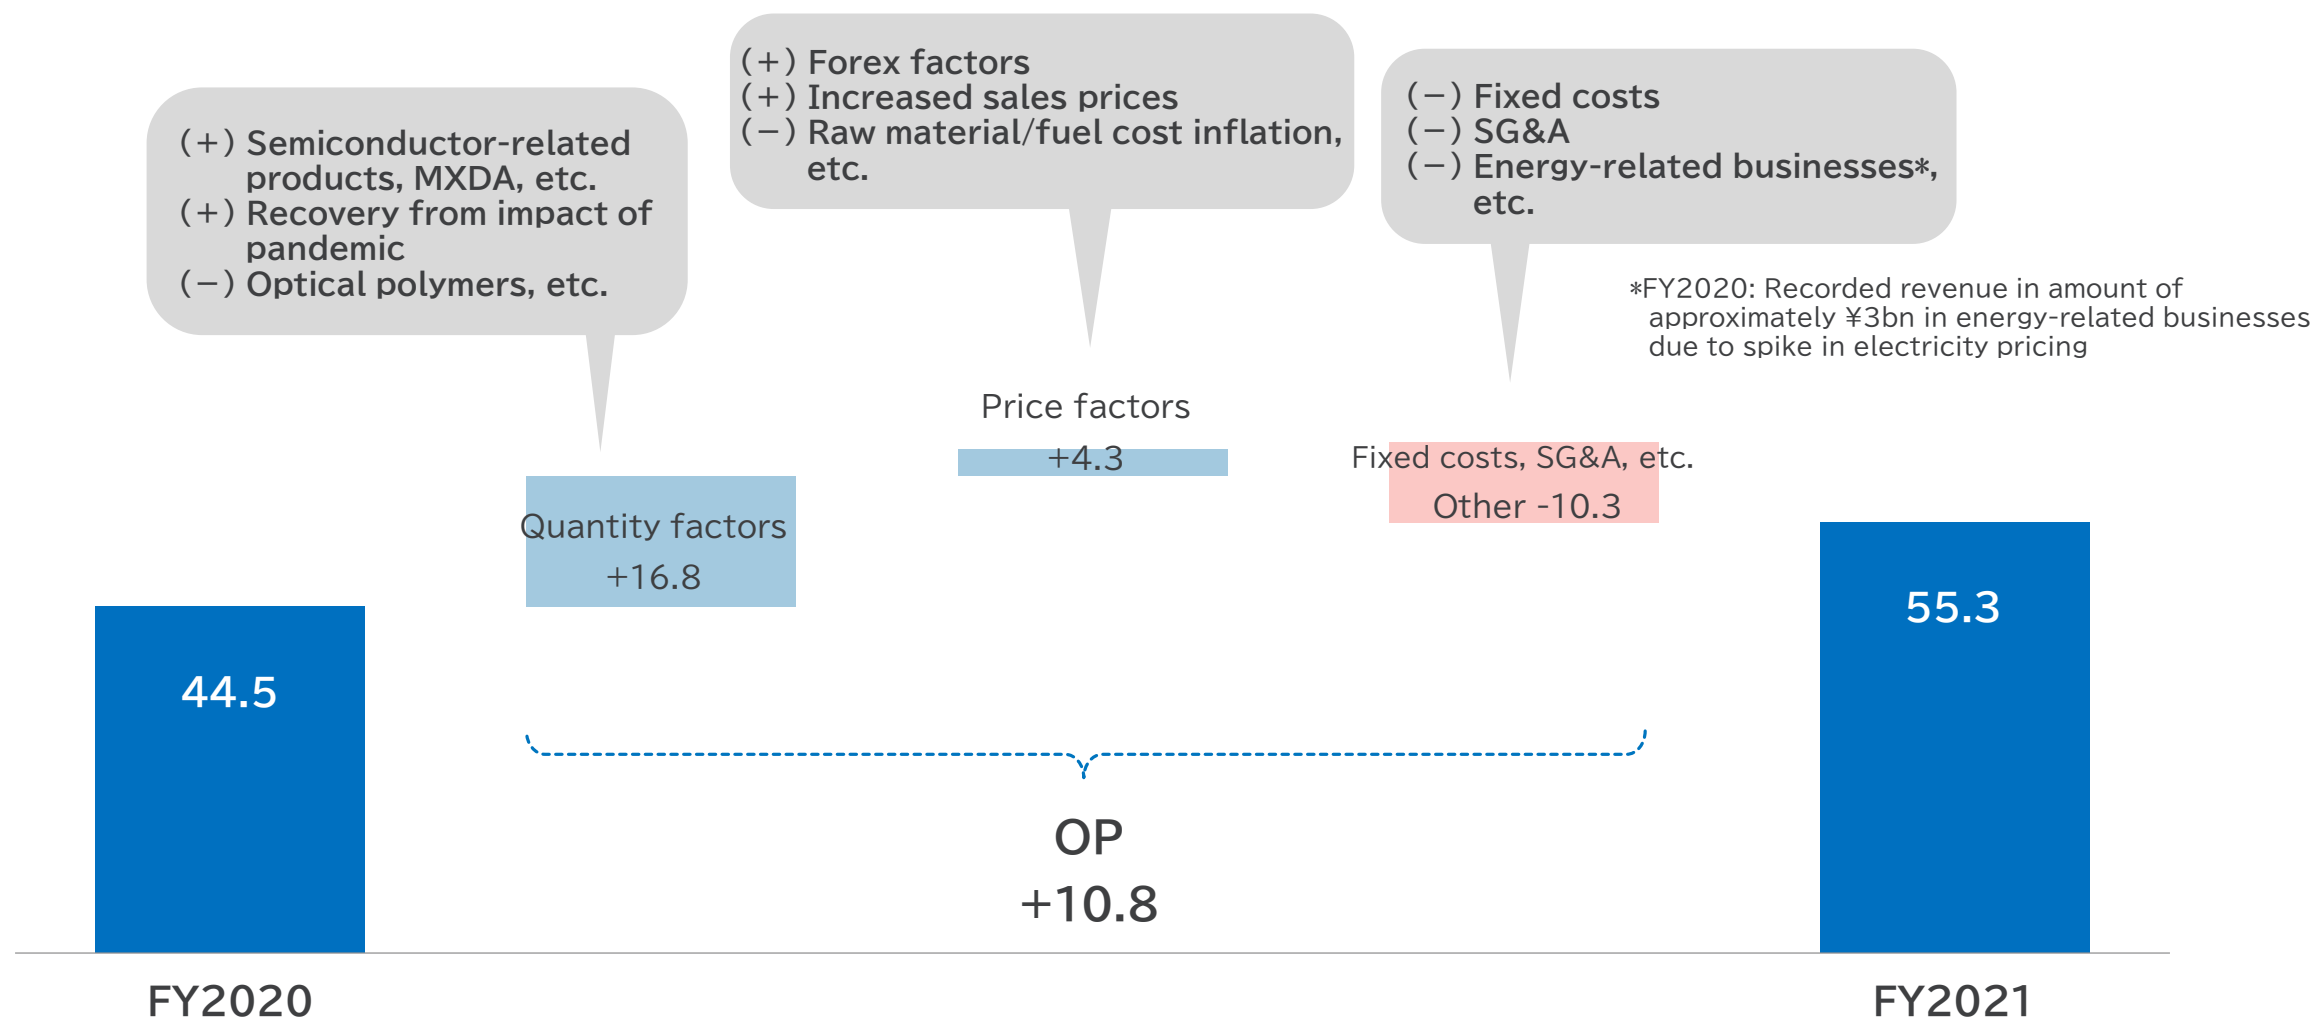 (+) Semiconductor-related
products, MXDA, etc.
(+) Recovery from impact of
pandemic
(−) Optical polymers, etc.
(+) Forex factors
(+) Increased sales prices
(−) Raw material/fuel cost inflation,
etc.
(−) Fixed costs
(−) SG&A
(−) Energy-related businesses*,
etc.
*FY2020: Recorded revenue in amount of
approximately ¥3bn in energy-related businesses
due to spike in electricity pricing
44.5
Quantity factors
+16.8
Price factors
+4.3
Fixed costs, SG&A, etc.
Other -10.3
55.3
OP
+10.8
FY2020
FY2021